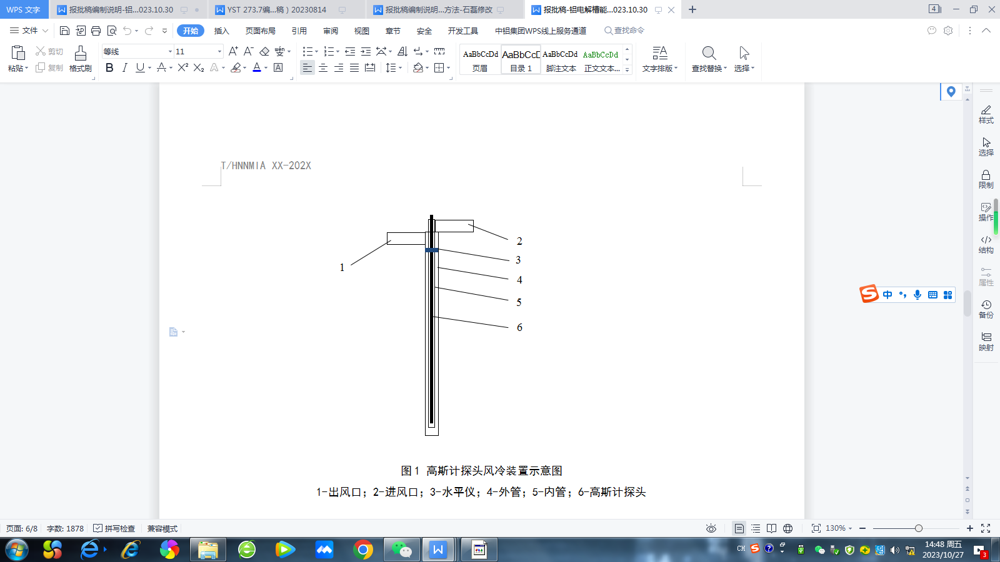 WPS 文字
报批稿编制说明-铝...023.10.30
YST 273.7编...稿）20230814
报批稿编制说明...方法-石磊修改
报批稿-铝电解槽能...023.10.30
4
文件
开始
插入
页面布局
引用
审阅
视图
章节
安全
开发工具
中铝集团WPS线上服务通道
查找命令
粘贴
剪切
复制
格式刷
等线
11
AaBbCcDd
页眉
AaBbCcD
目录 1
AaBbCcDd
脚注文本
AaBbCcDd
正文文本...
文字排版
查找替换
选择
T/HNNMIA XX-202X
1
2
3
4
5
6
图1 高斯计探头风冷装置示意图
1-出风口；2-进风口；3-水平仪；4-外管；5-内管；6-高斯计探头
样式
选择
限制
操作
结构
属性
备份
映射
中
页面: 6/8
字数: 1878
拼写检查
兼容模式
130%
CH
14:48 周五
2023/10/27
3